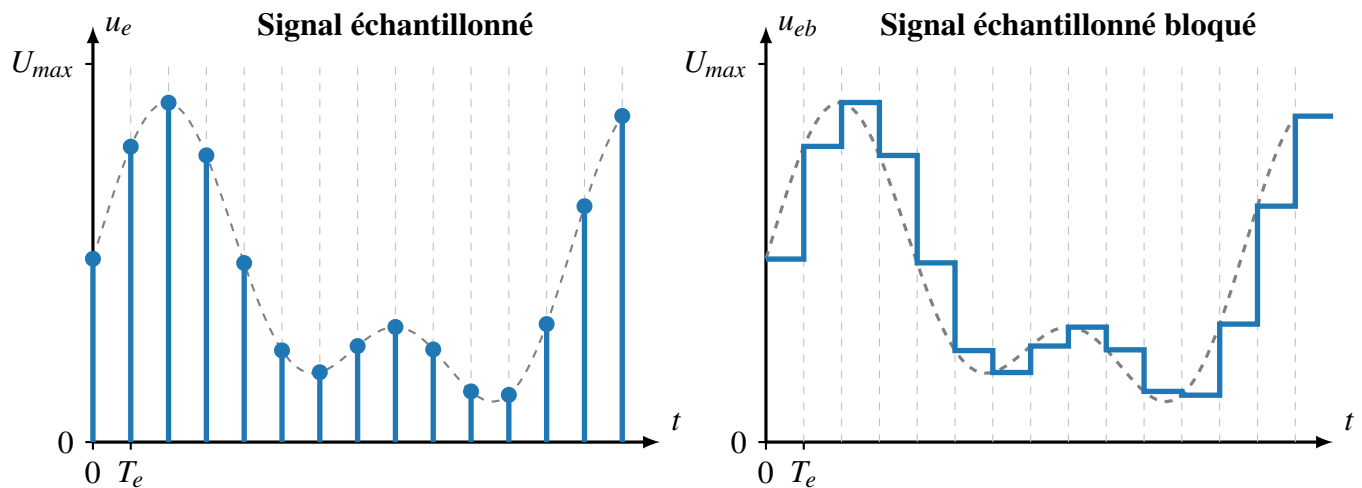 Signal échantillonné
u_e
U_max
0
0 T_e
t
Signal échantillonné bloqué
u_eb
U_max
0
0 T_e
t